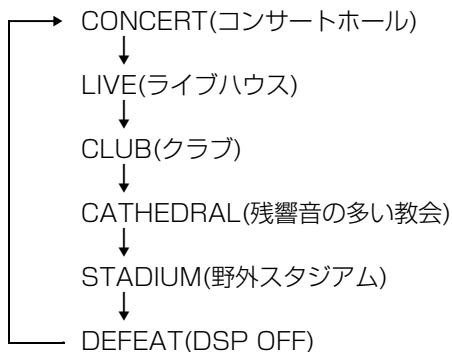 CONCERT(コンサートホール)
LIVE(ライブハウス)
CLUB(クラブ)
CATHEDRAL(残響音の多い教会)
STADIUM(野外スタジアム)
DEFEAT(DSP OFF)